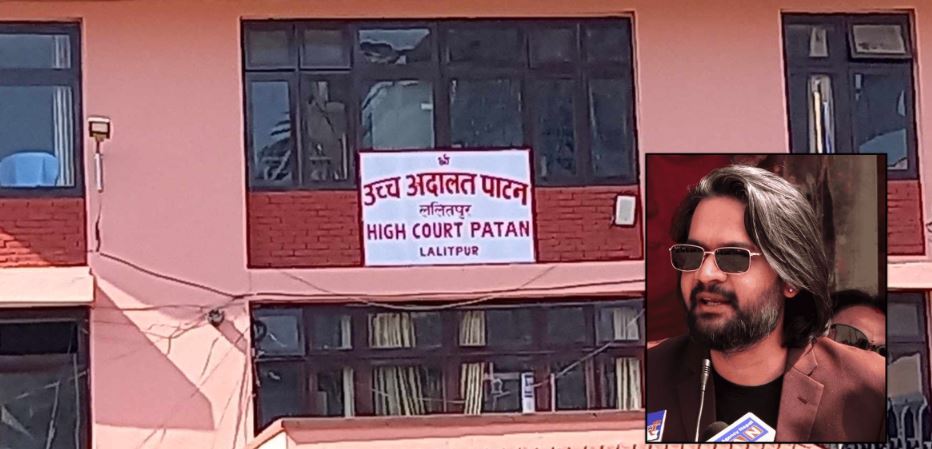 श्री
उच्च अदालत पाटन
ललितपुर
HIGH COURT PATAN
LALITPUR